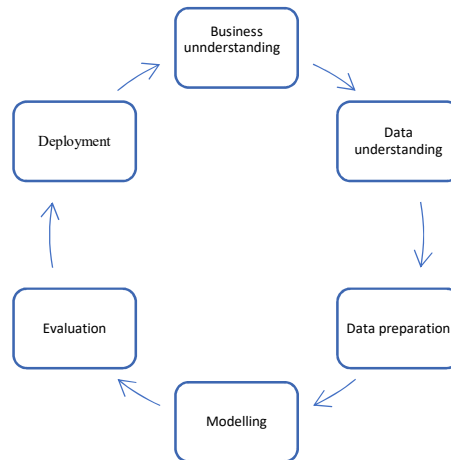 Business
unnderstanding
Data
understanding
Data preparation
Modelling
Evaluation
Deployment